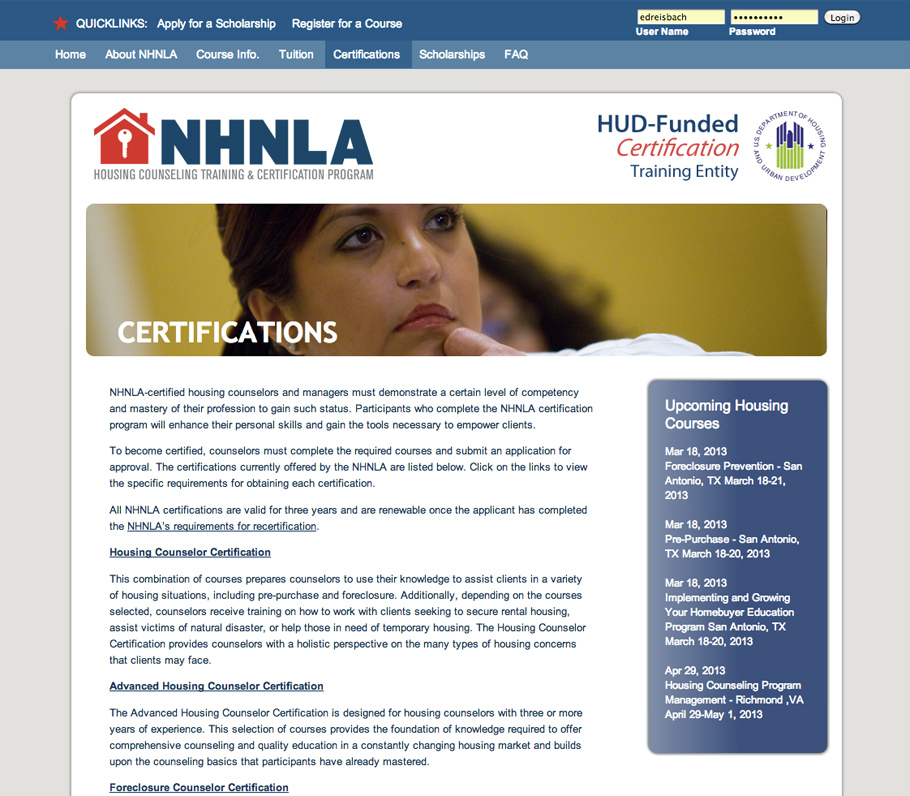 QUICKLINKS: Apply for a Scholarship Register for a Course
edreisbach •••••••••• Login
User Name Password
Home About NHNLA Course Info. Tuition Certifications Scholarships FAQ
NHNLA
HOUSING COUNSELING TRAINING & CERTIFICATION PROGRAM
HUD-Funded
Certification
Training Entity
U.S. DEPARTMENT OF HOUSING AND URBAN DEVELOPMENT
CERTIFICATIONS
NHNLA-certified housing counselors and managers must demonstrate a certain level of competency
and mastery of their profession to gain such status. Participants who complete the NHNLA certification
program will enhance their personal skills and gain the tools necessary to empower clients.
To become certified, counselors must complete the required courses and submit an application for
approval. The certifications currently offered by the NHNLA are listed below. Click on the links to view
the specific requirements for obtaining each certification.
All NHNLA certifications are valid for three years and are renewable once the applicant has completed
the NHNLA's requirements for recertification.
Housing Counselor Certification
This combination of courses prepares counselors to use their knowledge to assist clients in a variety
of housing situations, including pre-purchase and foreclosure. Additionally, depending on the courses
selected, counselors receive training on how to work with clients seeking to secure rental housing,
assist victims of natural disaster, or help those in need of temporary housing. The Housing Counselor
Certification provides counselors with a holistic perspective on the many types of housing concerns
that clients may face.
Advanced Housing Counselor Certification
The Advanced Housing Counselor Certification is designed for housing counselors with three or more
years of experience. This selection of courses provides the foundation of knowledge required to offer
comprehensive counseling and quality education in a constantly changing housing market and builds
upon the counseling basics that participants have already mastered.
Foreclosure Counselor Certification
Upcoming Housing
Courses
Mar 18, 2013
Foreclosure Prevention - San
Antonio, TX March 18-21,
2013
Mar 18, 2013
Pre-Purchase - San Antonio,
TX March 18-20, 2013
Mar 18, 2013
Implementing and Growing
Your Homebuyer Education
Program San Antonio, TX
March 18-20, 2013
Apr 29, 2013
Housing Counseling Program
Management - Richmond ,VA
April 29-May 1, 2013